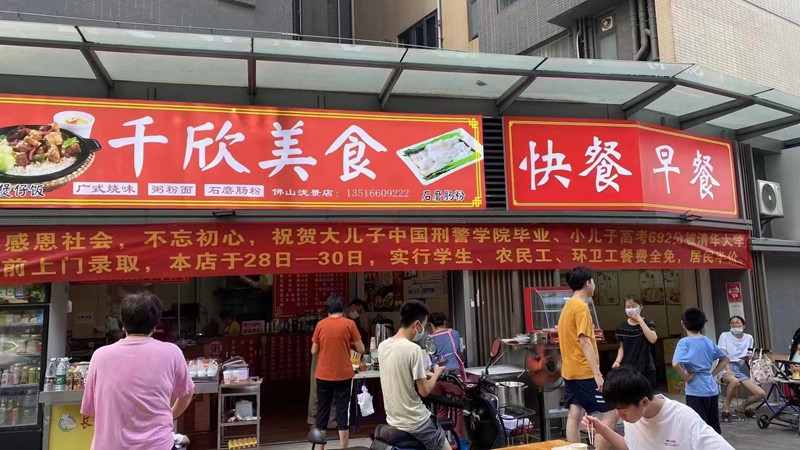 千欣美食
煲仔饭
广式烧味 粥粉面 石磨肠粉 佛山浇景店：13516609222
石磨肠粉
快餐 早餐
感恩社会，不忘初心，祝贺大儿子中国刑警学院毕业、小儿子高考692分被清华大学
前上门录取，本店于28日—30日，实行学生、农民工、环卫工餐费全免，居民半价